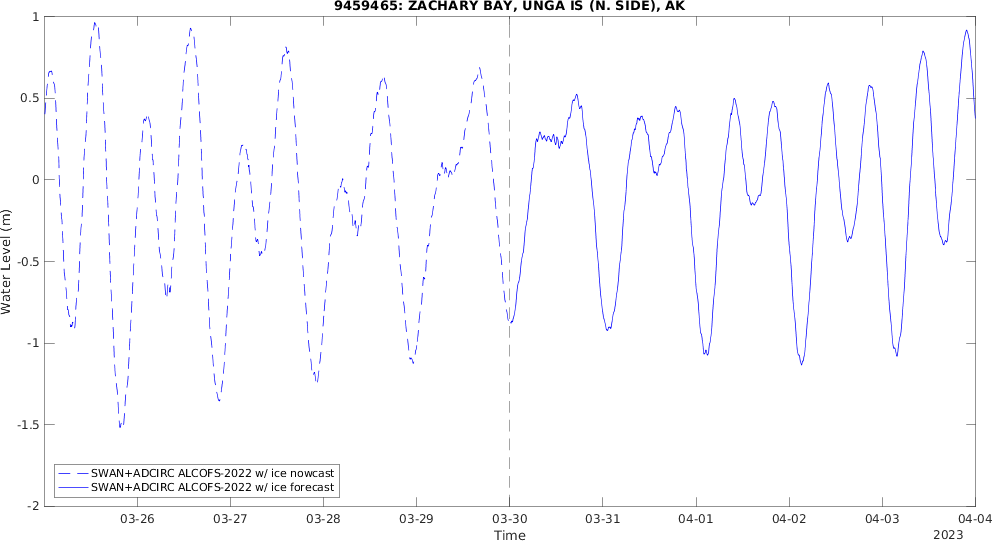 9459465: ZACHARY BAY, UNGA IS (N. SIDE), AK
1
0.5
0
-0.5
-1
-1.5
-2
Water Level (m)
SWAN+ADCIRC ALCOFS-2022 w/ ice nowcast
SWAN+ADCIRC ALCOFS-2022 w/ ice forecast
03-26 03-27 03-28 03-29 03-30 03-31 04-01 04-02 04-03 04-04
Time
2023